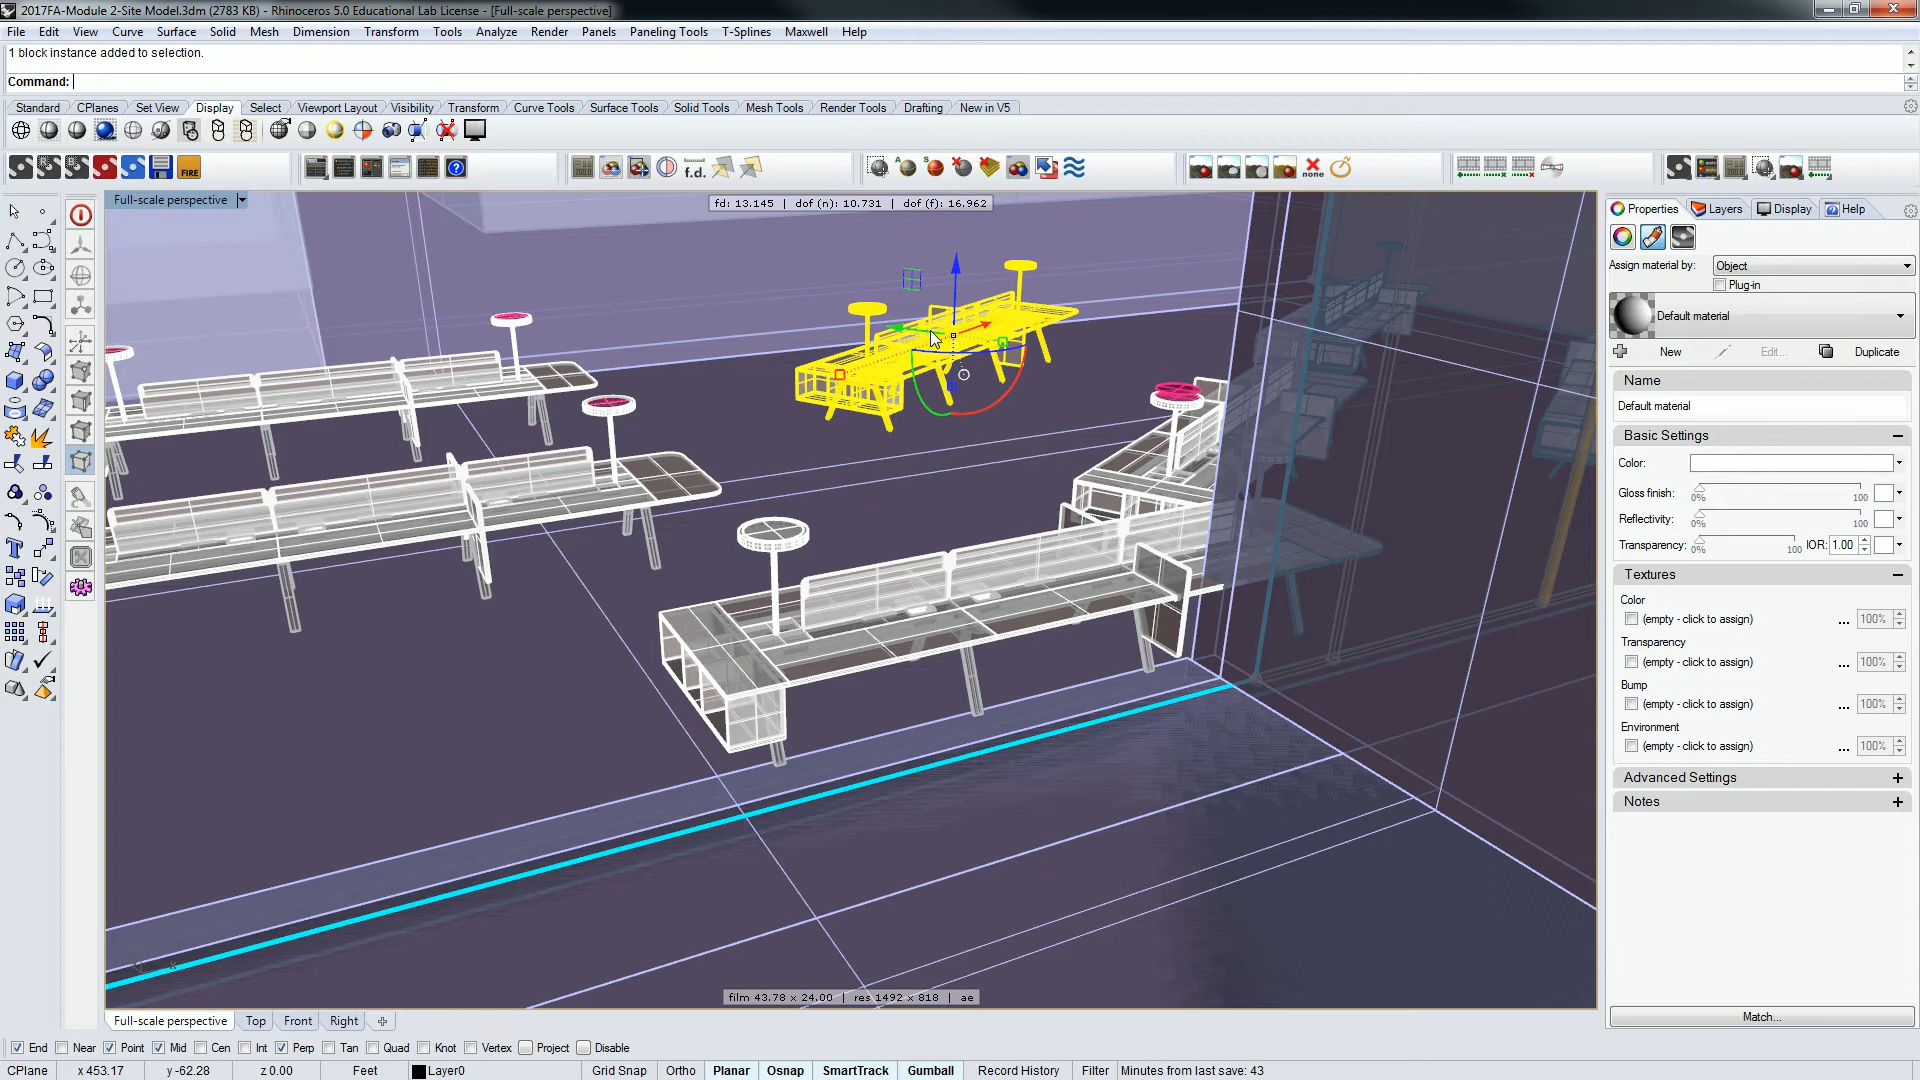 2017FA-Module 2-Site Model.3dm (2783 KB) - Rhinoceros 5.0 Educational Lab License - [Full-scale perspective]
File Edit View Curve Surface Solid Mesh Dimension Transform Tools Analyze Render Panels Paneling Tools T-Splines Maxwell Help
1 block instance added to selection.
Command:
Standard CPlanes Set View Display Select Viewport Layout Visibility Transform Curve Tools Surface Tools Solid Tools Mesh Tools Render Tools Drafting New in V5
FIRE f.d. none
Full-scale perspective
fd: 13.145 | dof (n): 10.731 | dof (f): 16.962
Properties Layers Display Help
Assign material by: Object
Plug-in
Default material
New Edit... Duplicate
Name
Default material
Basic Settings
Color:
Gloss finish: 0% 100
Reflectivity: 0% 100
Transparency: 0% 100 IOR: 1.00
Textures
Color
(empty - click to assign) ... 100%
Transparency
(empty - click to assign) ... 100%
Bump
(empty - click to assign) ... 100%
Environment
(empty - click to assign) ... 100%
Advanced Settings
Notes
Match...
film 43.78 x 24.00 | res 1492 x 818 | ae
Full-scale perspective Top Front Right
End Near Point Mid Cen Int Perp Tan Quad Knot Vertex Project Disable
CPlane x 453.17 y -62.28 z 0.00 Feet Layer0 Grid Snap Ortho Planar Osnap SmartTrack Gumball Record History Filter Minutes from last save: 43